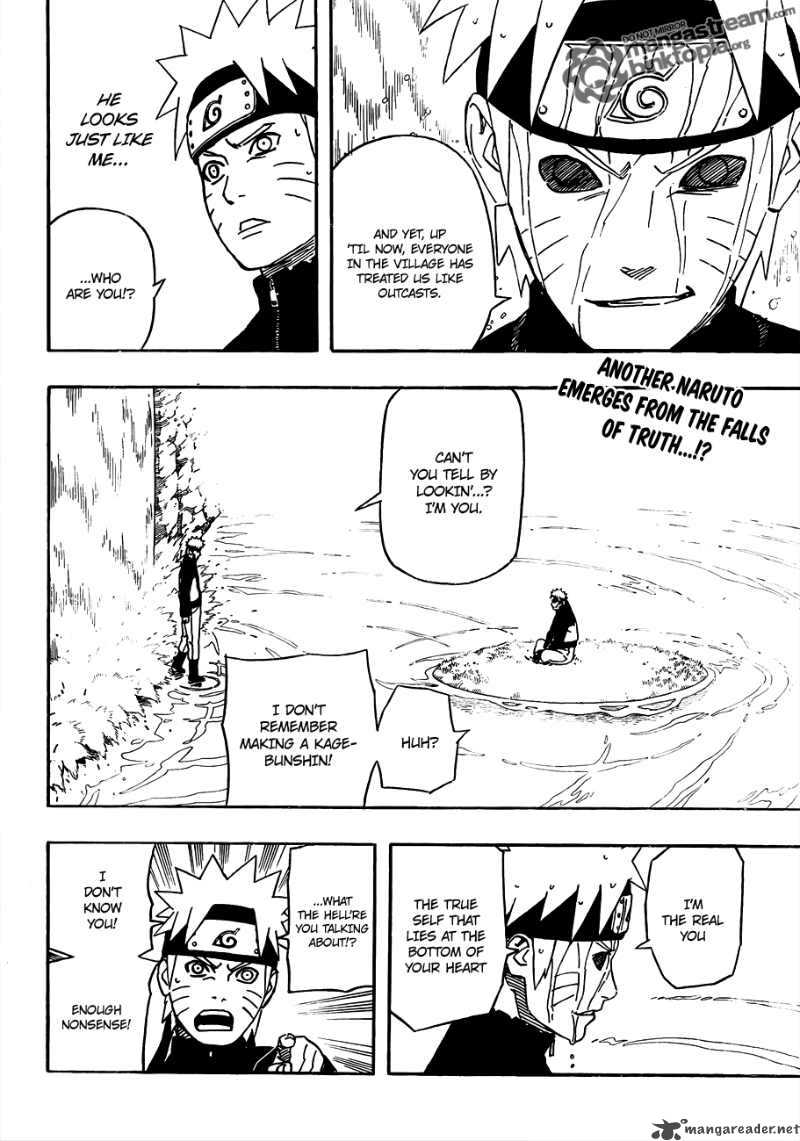 DO NOT MIRROR
mangastream.com
binktopia.org
AND YET, UP
'TIL NOW, EVERYONE
IN THE VILLAGE HAS
TREATED US LIKE
OUTCASTS.
HE
LOOKS
JUST LIKE
ME...
...WHO
ARE YOU!?
ANOTHER NARUTO
EMERGES FROM THE FALLS
OF TRUTH...!?
CAN'T
YOU TELL BY
LOOKIN'...?
I'M YOU.
HUH?
I DON'T
REMEMBER
MAKING A KAGE-
BUNSHIN!
I'M
THE REAL
YOU
THE TRUE
SELF THAT
LIES AT THE
BOTTOM OF
YOUR HEART
...WHAT
THE HELL'RE
YOU TALKING
ABOUT!?
I
DON'T
KNOW
YOU!
ENOUGH
NONSENSE!
mangareader.net